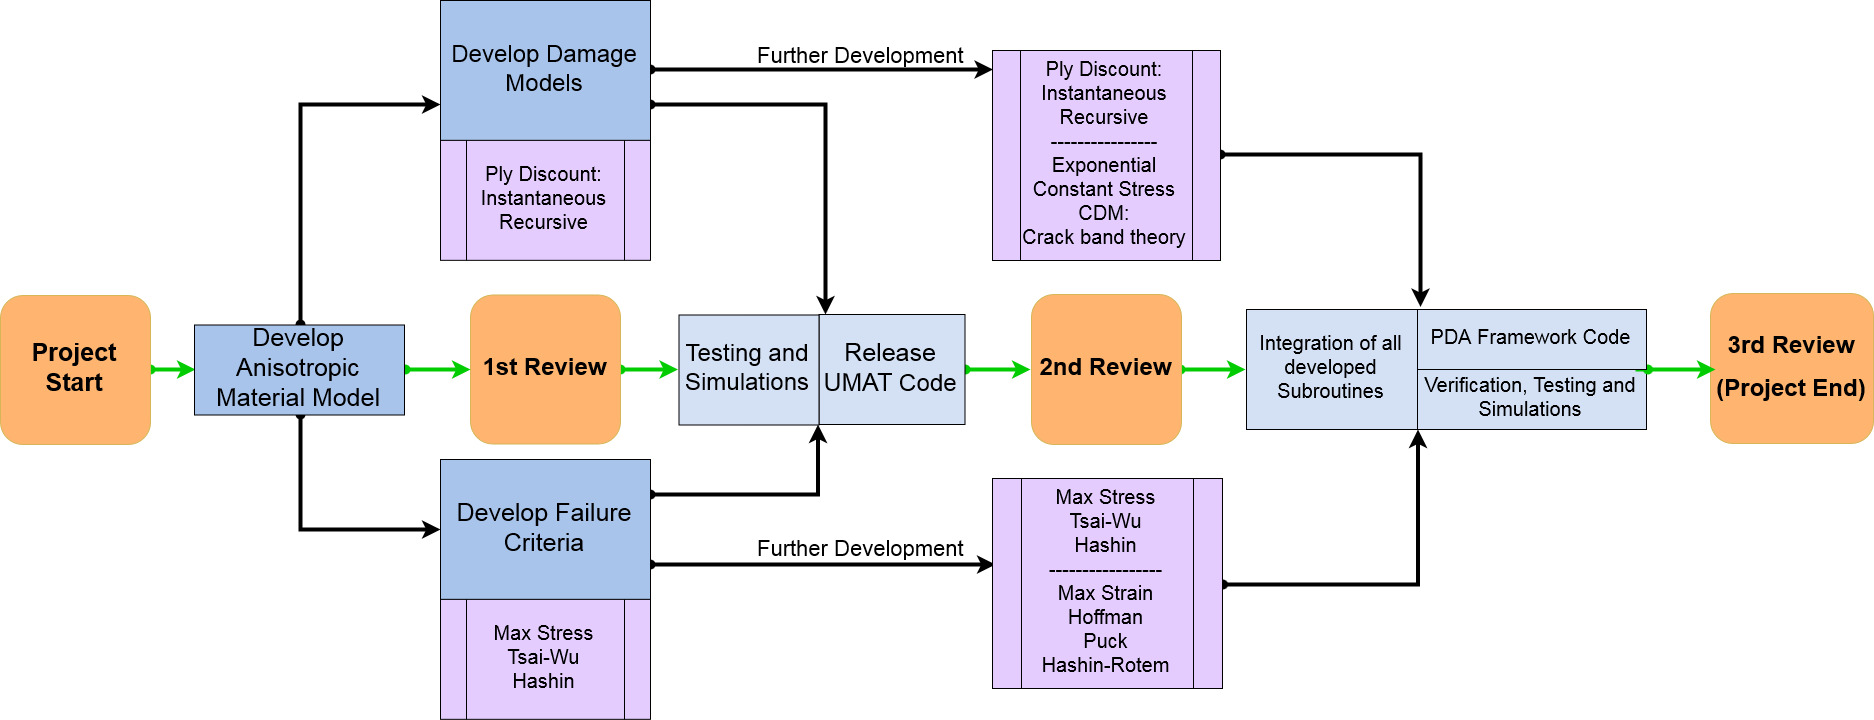 Develop Damage
Models
Ply Discount:
Instantaneous
Recursive
Further Development
Ply Discount:
Instantaneous
Recursive
----------------
Exponential
Constant Stress
CDM:
Crack band theory
Project
Start
Develop
Anisotropic
Material Model
1st Review
Testing and
Simulations
Release
UMAT Code
2nd Review
Integration of all
developed
Subroutines
PDA Framework Code
Verification, Testing and
Simulations
3rd Review
(Project End)
Develop Failure
Criteria
Max Stress
Tsai-Wu
Hashin
Further Development
Max Stress
Tsai-Wu
Hashin
-----------------
Max Strain
Hoffman
Puck
Hashin-Rotem